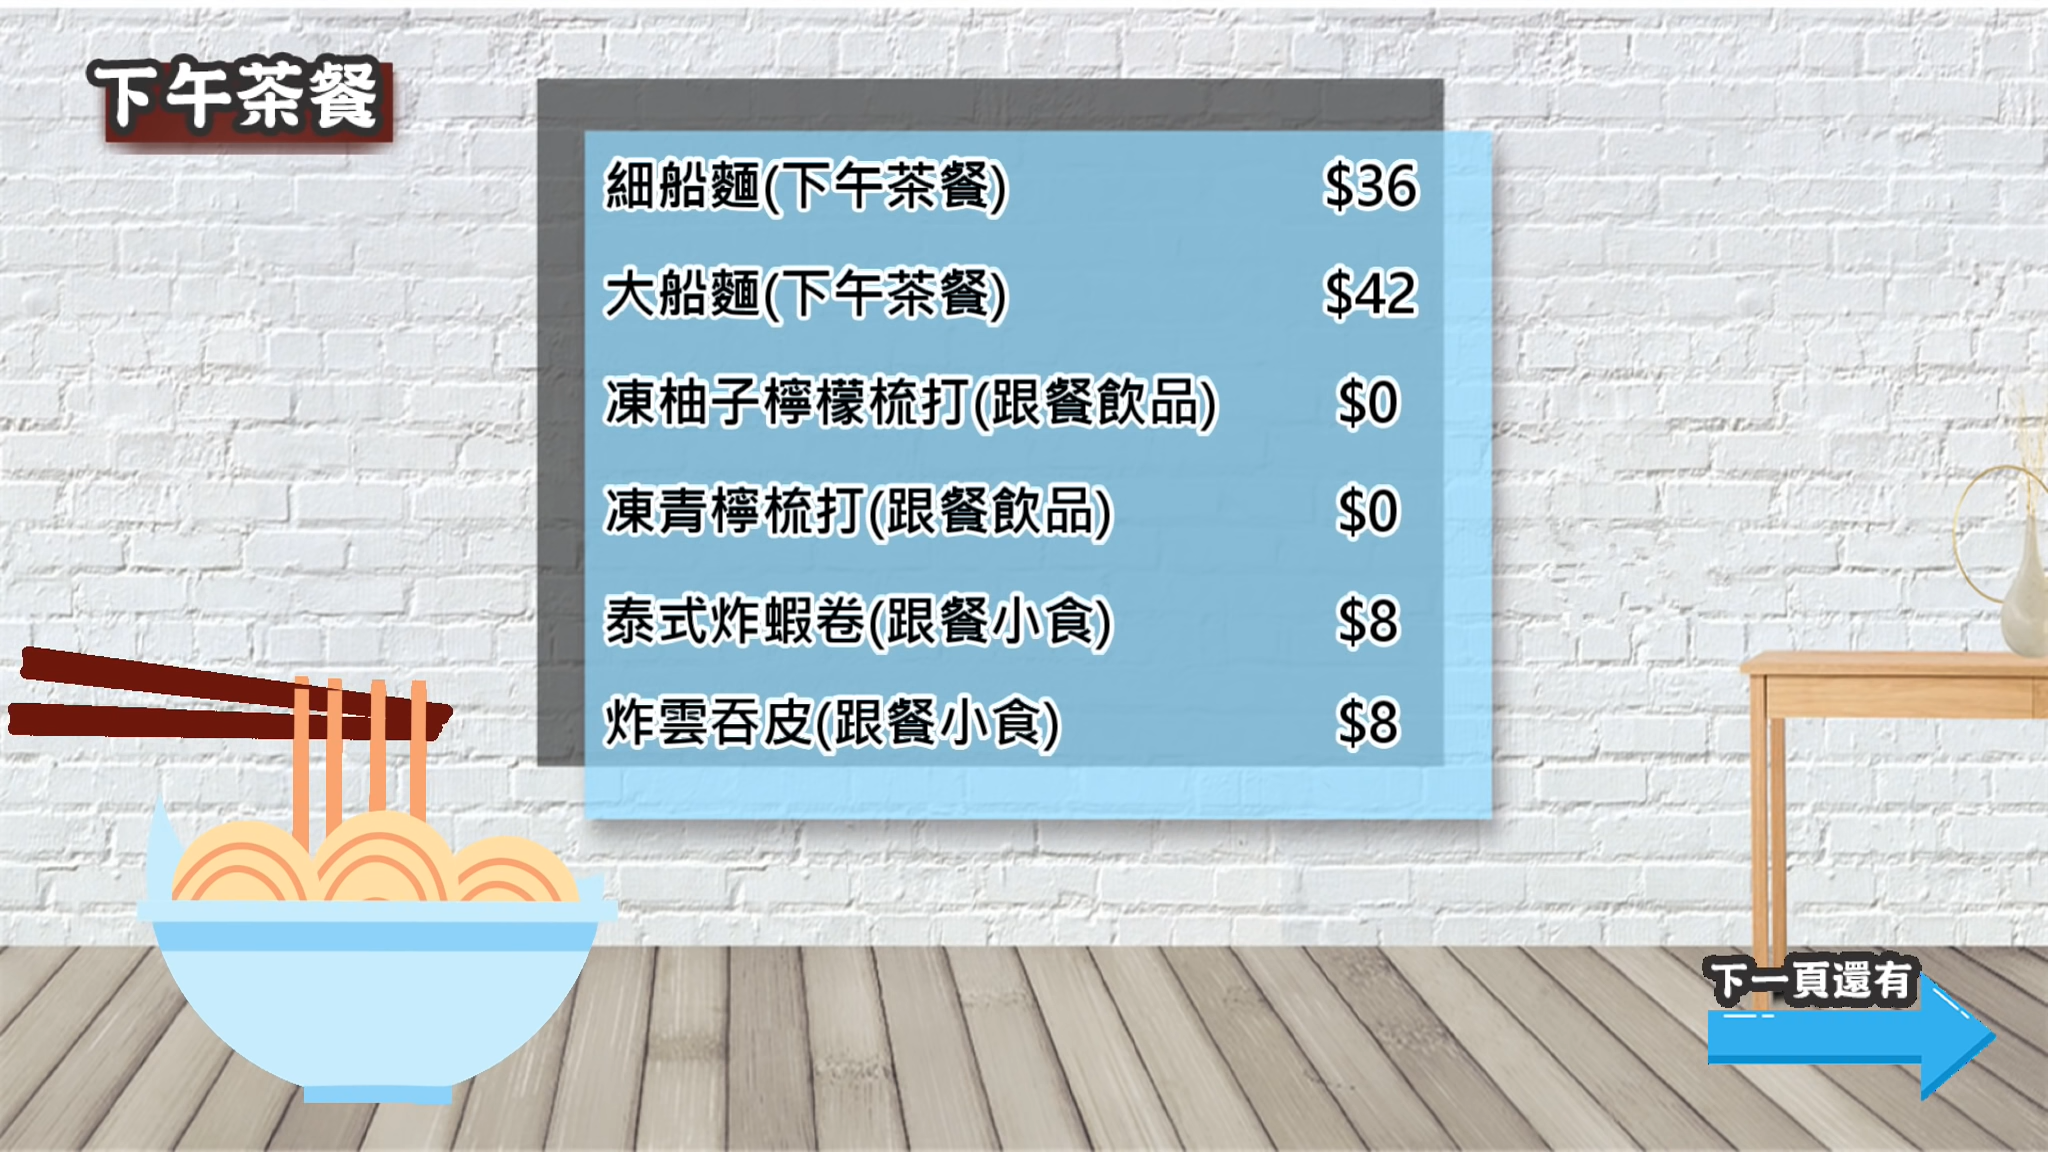 下午茶餐
細船麵(下午茶餐) $36
大船麵(下午茶餐) $42
凍柚子檸檬梳打(跟餐飲品) $0
凍青檸梳打(跟餐飲品) $0
泰式炸蝦卷(跟餐小食) $8
炸雲吞皮(跟餐小食) $8
下一頁還有